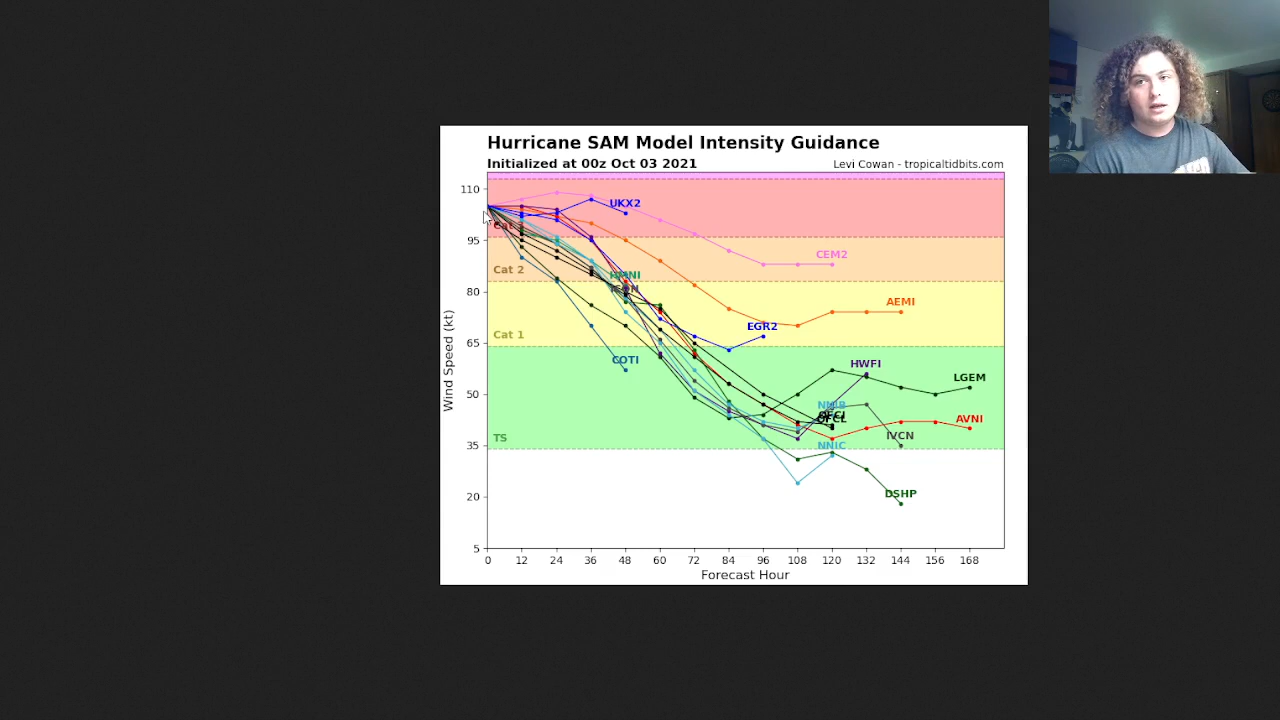 Hurricane SAM Model Intensity Guidance
Initialized at 00z Oct 03 2021
Levi Cowan - tropicaltidbits.com
110
95
80
65
50
35
20
5
Wind Speed (kt)
Cat 2
Cat 1
TS
UKX2
CEM2
HMNI
AEMI
EGR2
COTI
HWFI
LGEM
NNIB
OFCL
AVNI
IVCN
NNIC
DSHP
0 12 24 36 48 60 72 84 96 108 120 132 144 156 168
Forecast Hour